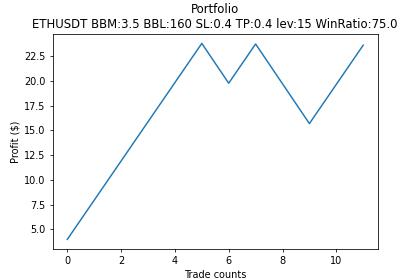 Portfolio
ETHUSDT BBM:3.5 BBL:160 SL:0.4 TP:0.4 lev:15 WinRatio:75.0
22.5
20.0
17.5
15.0
12.5
10.0
7.5
5.0
Profit ($)
0 2 4 6 8 10
Trade counts